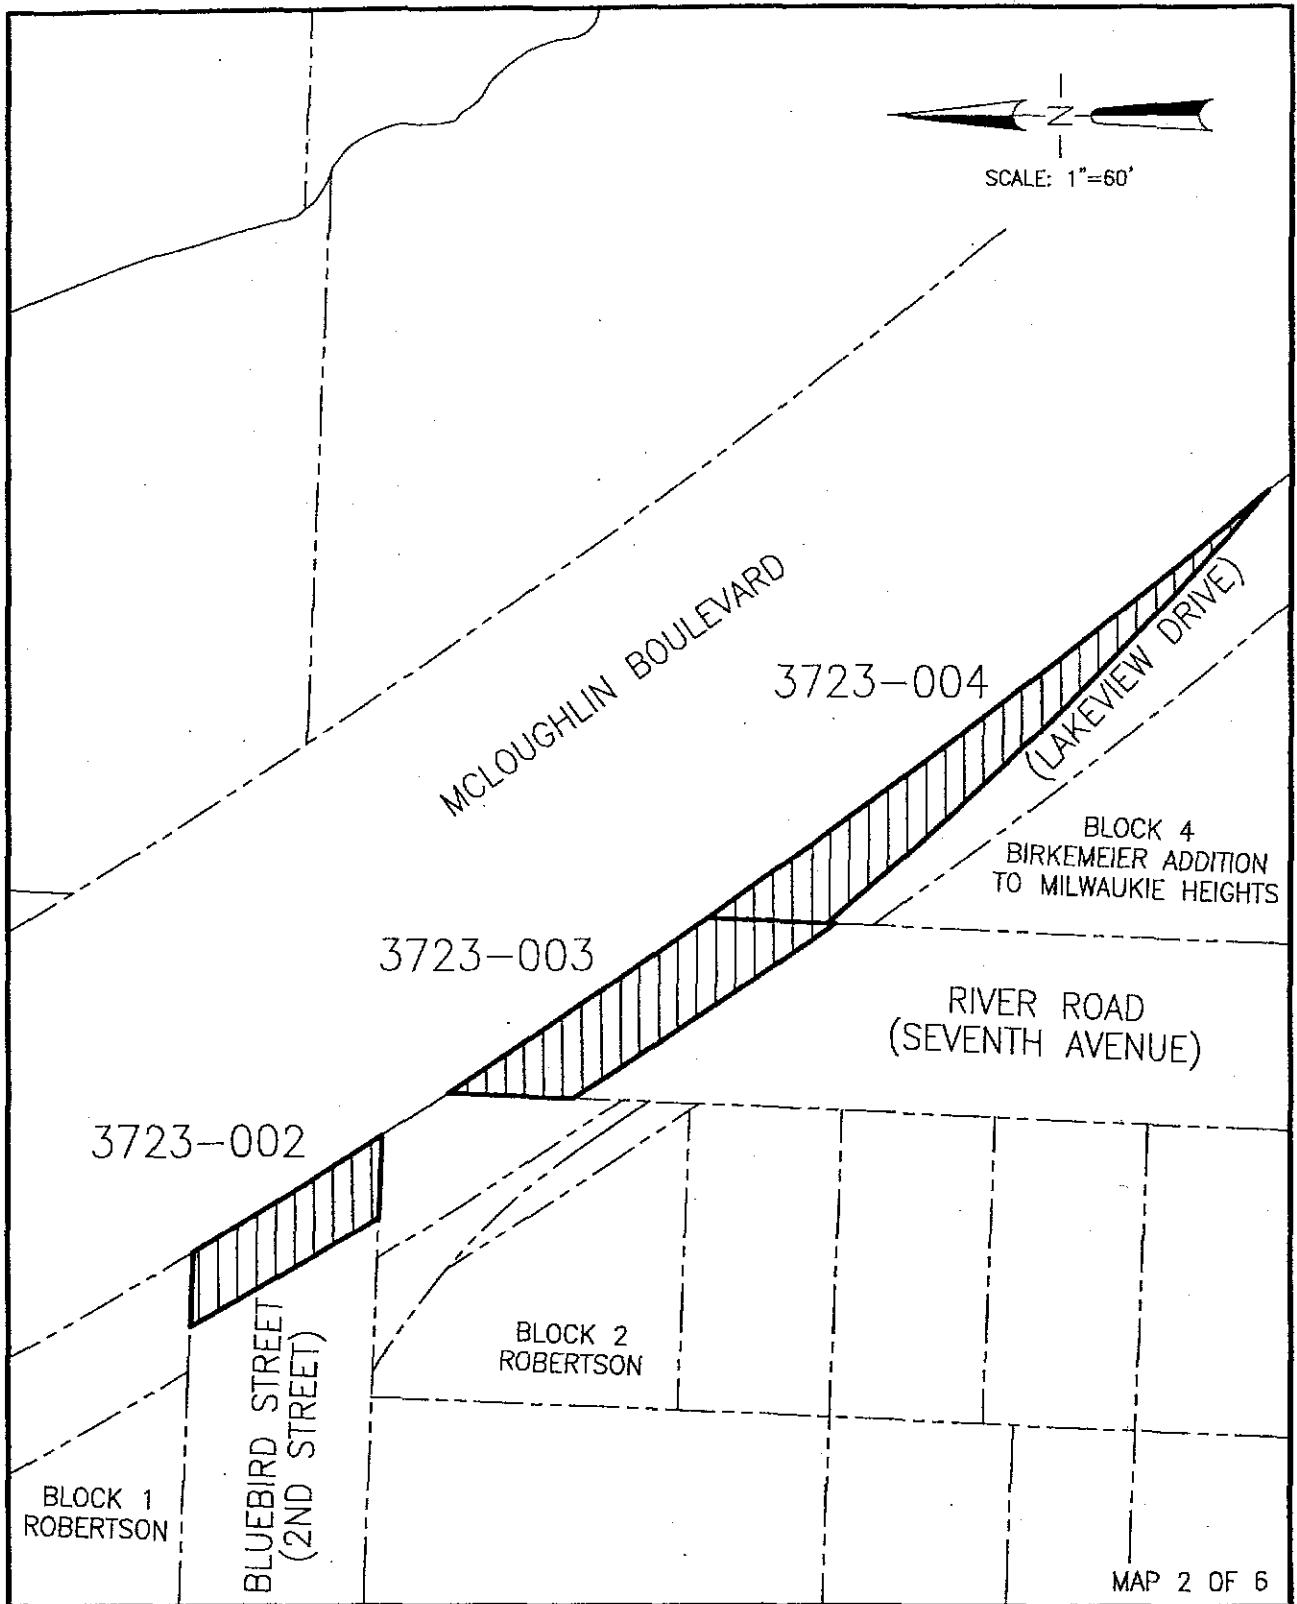 N
SCALE: 1"=60'
MCLOUGHLIN BOULEVARD
3723-004
(LAKEVIEW DRIVE)
BLOCK 4
BIRKEMEIER ADDITION
TO MILWAUKIE HEIGHTS
3723-003
RIVER ROAD
(SEVENTH AVENUE)
3723-002
BLUEBIRD STREET
(2ND STREET)
BLOCK 2
ROBERTSON
BLOCK 1
ROBERTSON
MAP 2 OF 6